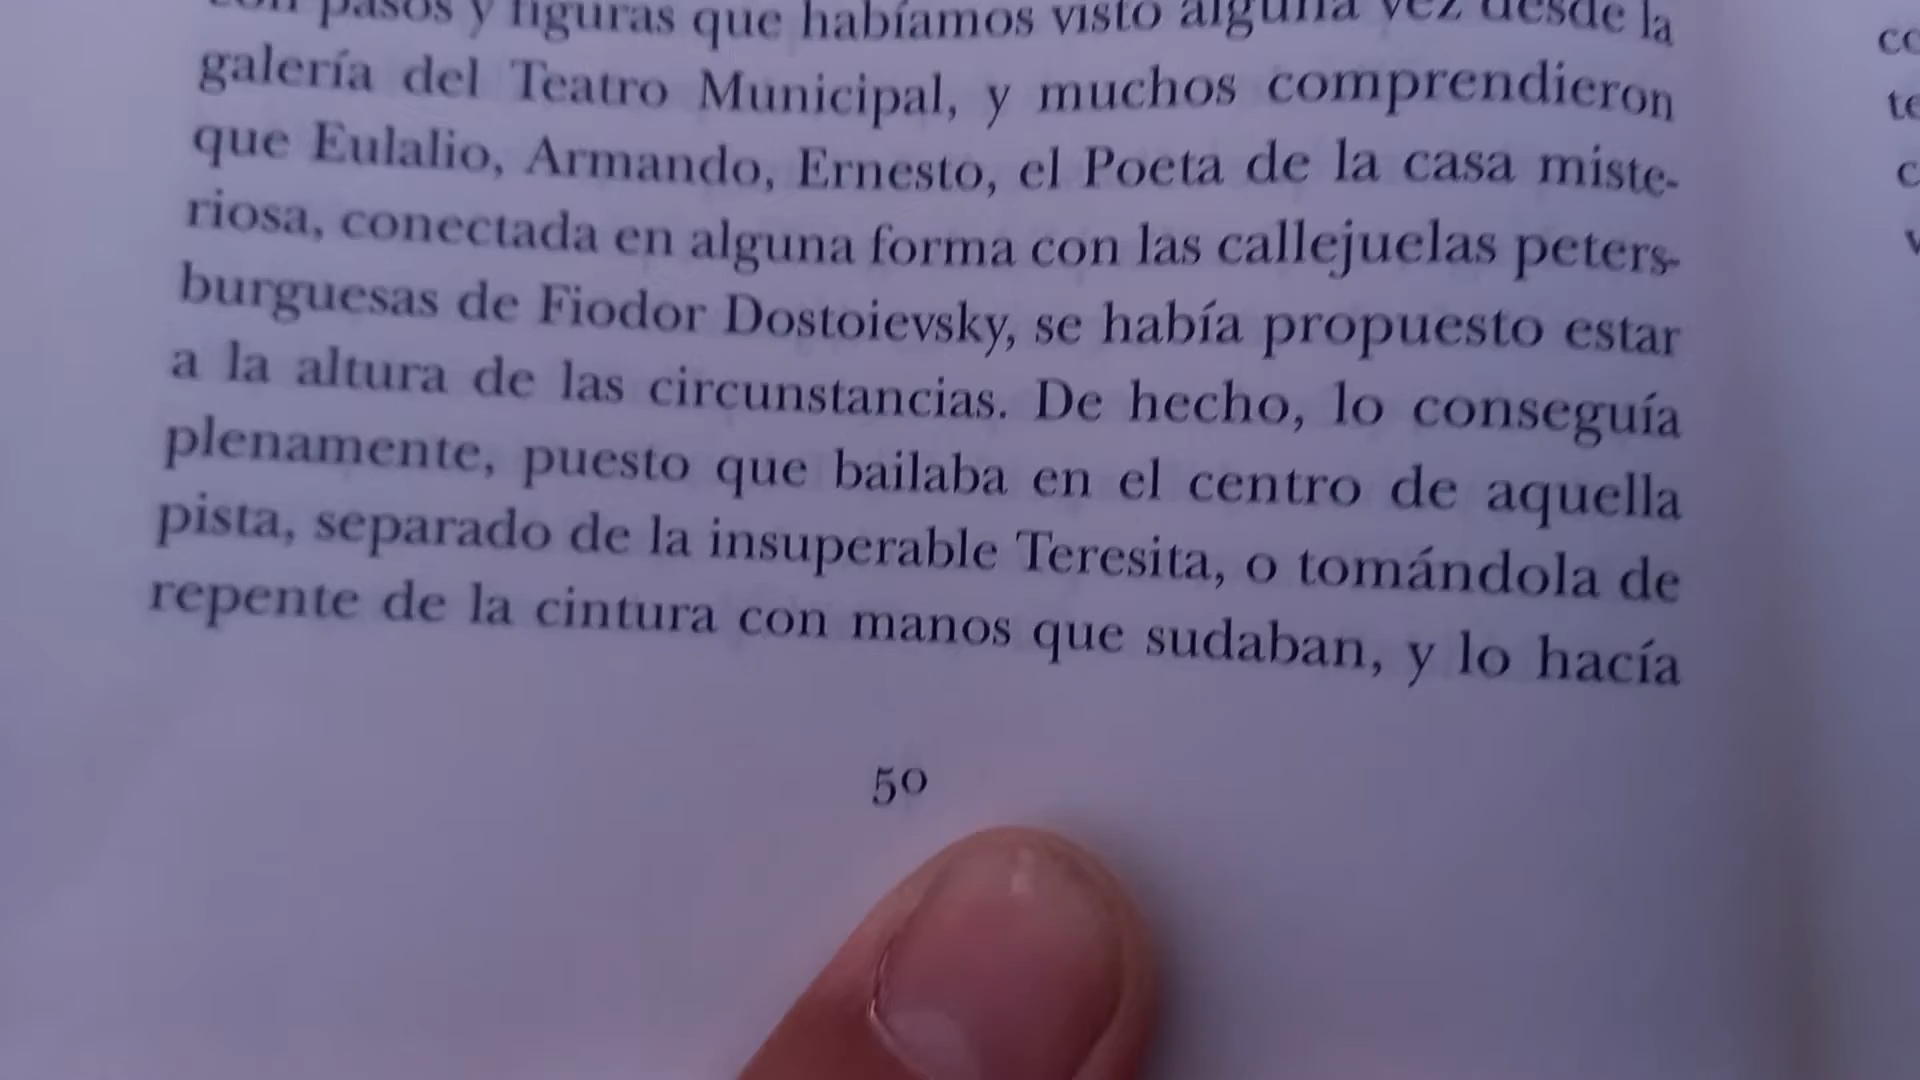 con pasos y figuras que habíamos visto alguna vez desde la
galería del Teatro Municipal, y muchos comprendieron
que Eulalio, Armando, Ernesto, el Poeta de la casa miste-
riosa, conectada en alguna forma con las callejuelas peters-
burguesas de Fiodor Dostoievsky, se había propuesto estar
a la altura de las circunstancias. De hecho, lo conseguía
plenamente, puesto que bailaba en el centro de aquella
pista, separado de la insuperable Teresita, o tomándola de
repente de la cintura con manos que sudaban, y lo hacía
50